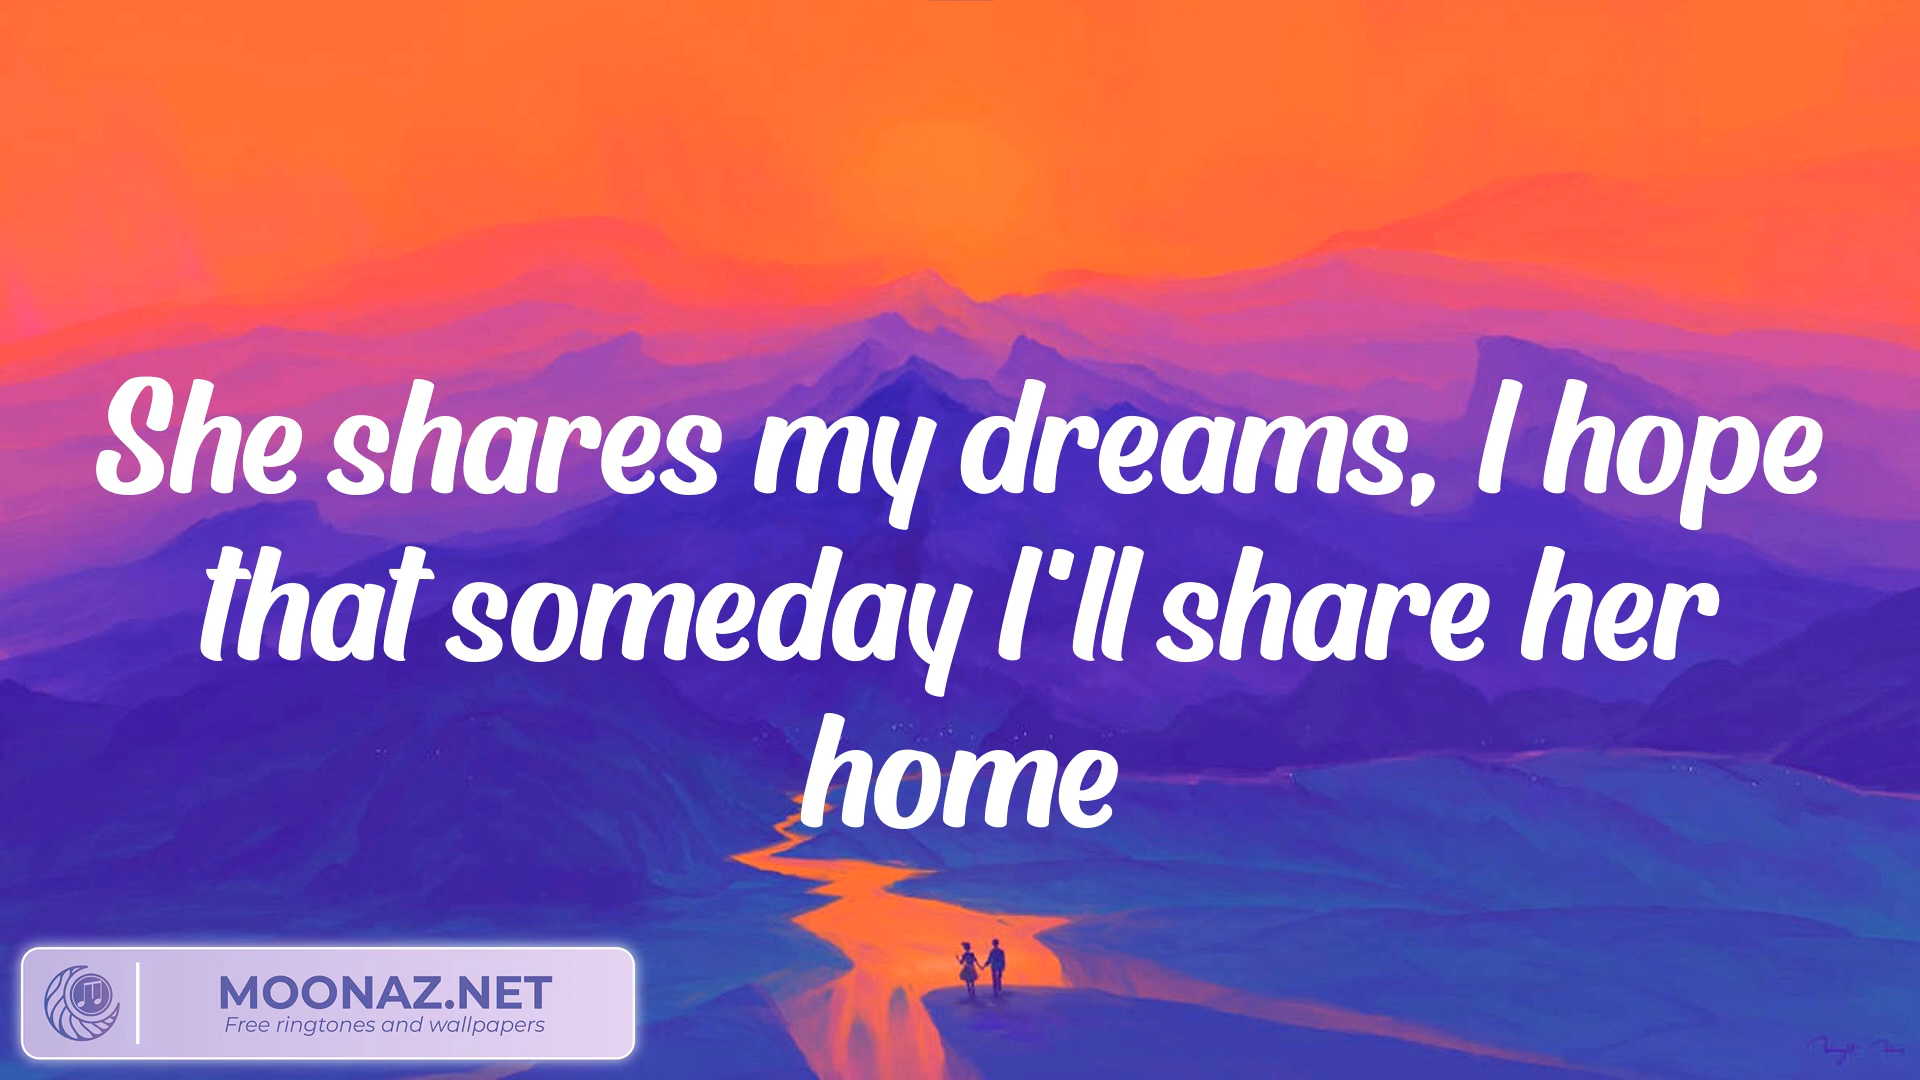 She shares my dreams, I hope
that someday I'll share her
home
MOONAZ.NET
Free ringtones and wallpapers